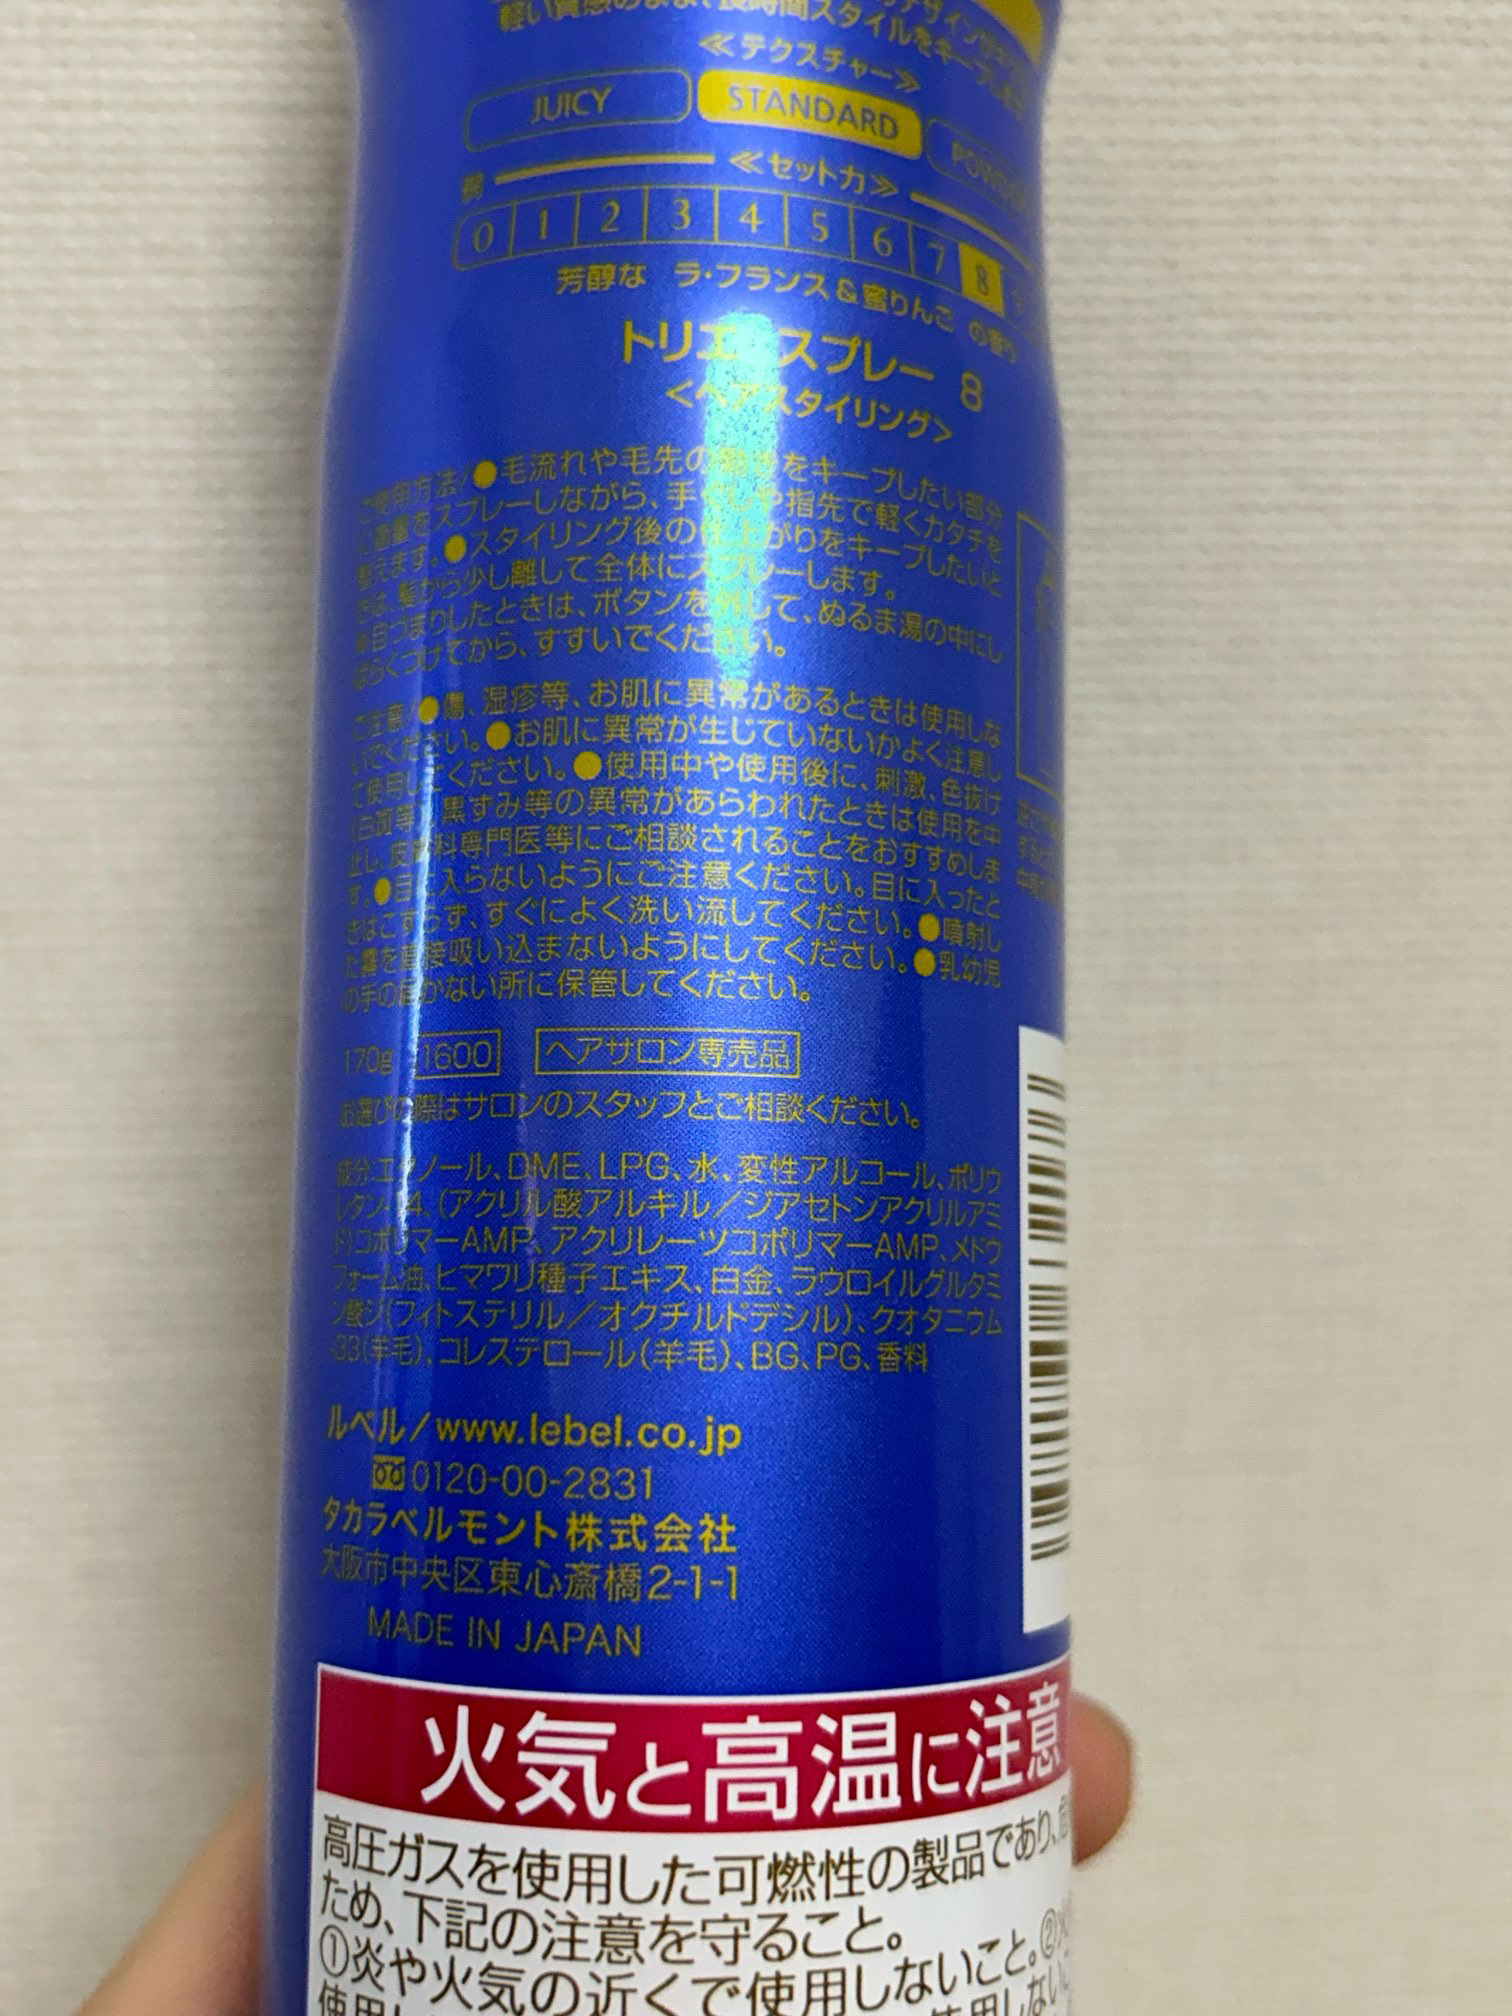 軽い質感のまま、長時間スタイルをキープします
≪テクスチャー≫
JUICY STANDARD POWDER
≪セット力≫
弱
0 1 2 3 4 5 6 7 8 9
芳醇な ラ・フランス&蜜りんご の香り
トリエ スプレー 8
<ヘアスタイリング>
ご使用方法/●毛流れや毛先の動きをキープしたい部分
に適量をスプレーしながら、手ぐしや指先で軽くカタチを
整えます。●スタイリング後の仕上がりをキープしたいと
きは、髪から少し離して全体にスプレーします。
※目づまりしたときは、ボタンを外して、ぬるま湯の中にし
ばらくつけてから、すすいでください。
ご注意/●傷、湿疹等、お肌に異常があるときは使用しな
いでください。●お肌に異常が生じていないかよく注意し
て使用してください。●使用中や使用後に、刺激、色抜け
(白斑等)、黒ずみ等の異常があらわれたときは使用を中
止し、皮膚科専門医等にご相談されることをおすすめしま
す。●目に入らないようにご注意ください。目に入ったと
きはこすらず、すぐによく洗い流してください。●噴射し
た霧を直接吸い込まないようにしてください。●乳幼児
の手の届かない所に保管してください。
170g 1600 ヘアサロン専売品
お選びの際はサロンのスタッフとご相談ください。
成分:エタノール、DME、LPG、水、変性アルコール、ポリウ
レタン-14、(アクリル酸アルキル/ジアセトンアクリルアミ
ド)コポリマーAMP、アクリレーツコポリマーAMP、メドウ
フォーム油、ヒマワリ種子エキス、白金、ラウロイルグルタミ
ン酸ジ(フィトステリル/オクチルドデシル)、クオタニウム
-33(羊毛)、コレステロール(羊毛)、BG、PG、香料
ルベル/www.lebel.co.jp
0120-00-2831
タカラベルモント株式会社
大阪市中央区東心斎橋2-1-1
MADE IN JAPAN
火気と高温に注意
高圧ガスを使用した可燃性の製品であり、
ため、下記の注意を守ること。
①炎や火気の近くで使用しないこと。②